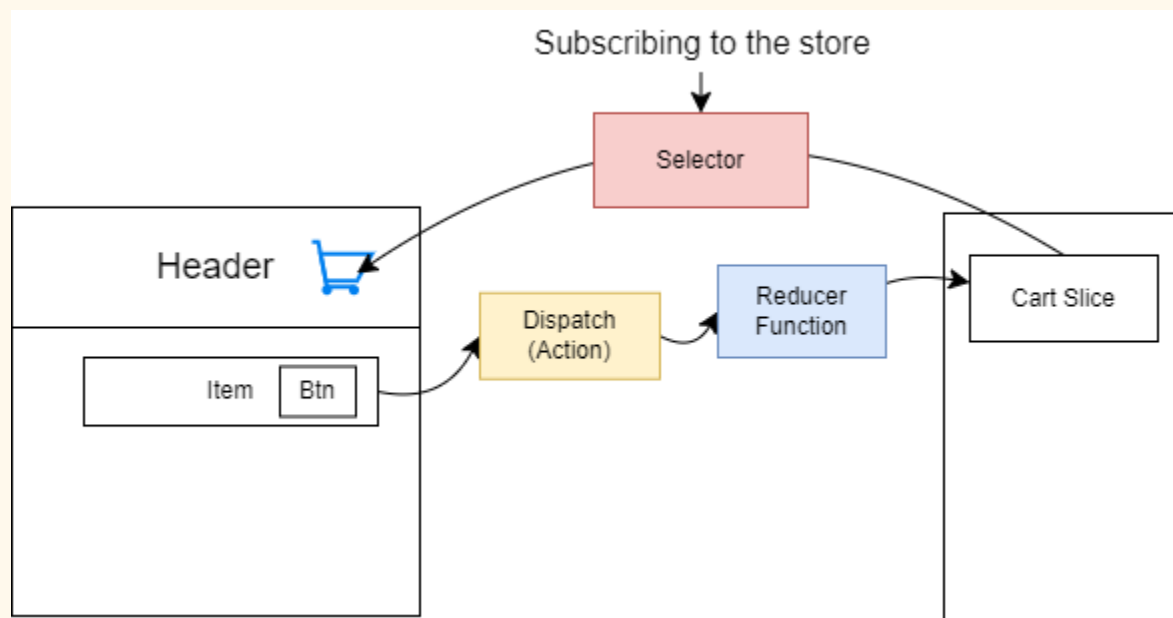 Subscribing to the store
Selector
Header
Dispatch
(Action)
Reducer
Function
Cart Slice
Item
Btn